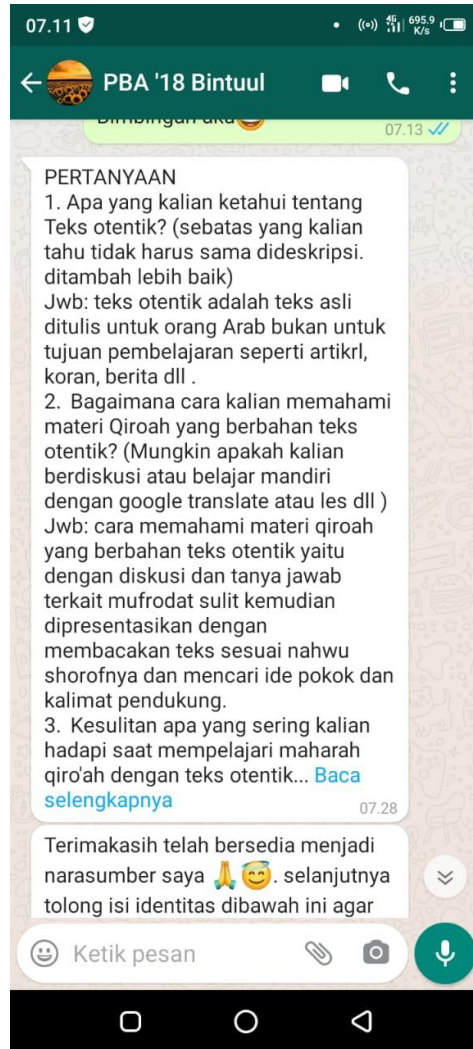 07.11
4G 695.9 K/s
PBA '18 Bintuul
Bimbingan aku
07.13
PERTANYAAN
1. Apa yang kalian ketahui tentang
Teks otentik? (sebatas yang kalian
tahu tidak harus sama dideskripsi.
ditambah lebih baik)
Jwb: teks otentik adalah teks asli
ditulis untuk orang Arab bukan untuk
tujuan pembelajaran seperti artikrl,
koran, berita dll .
2. Bagaimana cara kalian memahami
materi Qiroah yang berbahan teks
otentik? (Mungkin apakah kalian
berdiskusi atau belajar mandiri
dengan google translate atau les dll )
Jwb: cara memahami materi qiroah
yang berbahan teks otentik yaitu
dengan diskusi dan tanya jawab
terkait mufrodat sulit kemudian
dipresentasikan dengan
membacakan teks sesuai nahwu
shorofnya dan mencari ide pokok dan
kalimat pendukung.
3. Kesulitan apa yang sering kalian
hadapi saat mempelajari maharah
qiro'ah dengan teks otentik... Baca
selengkapnya
07.28
Terimakasih telah bersedia menjadi
narasumber saya 🙏 😇. selanjutnya
tolong isi identitas dibawah ini agar
Ketik pesan